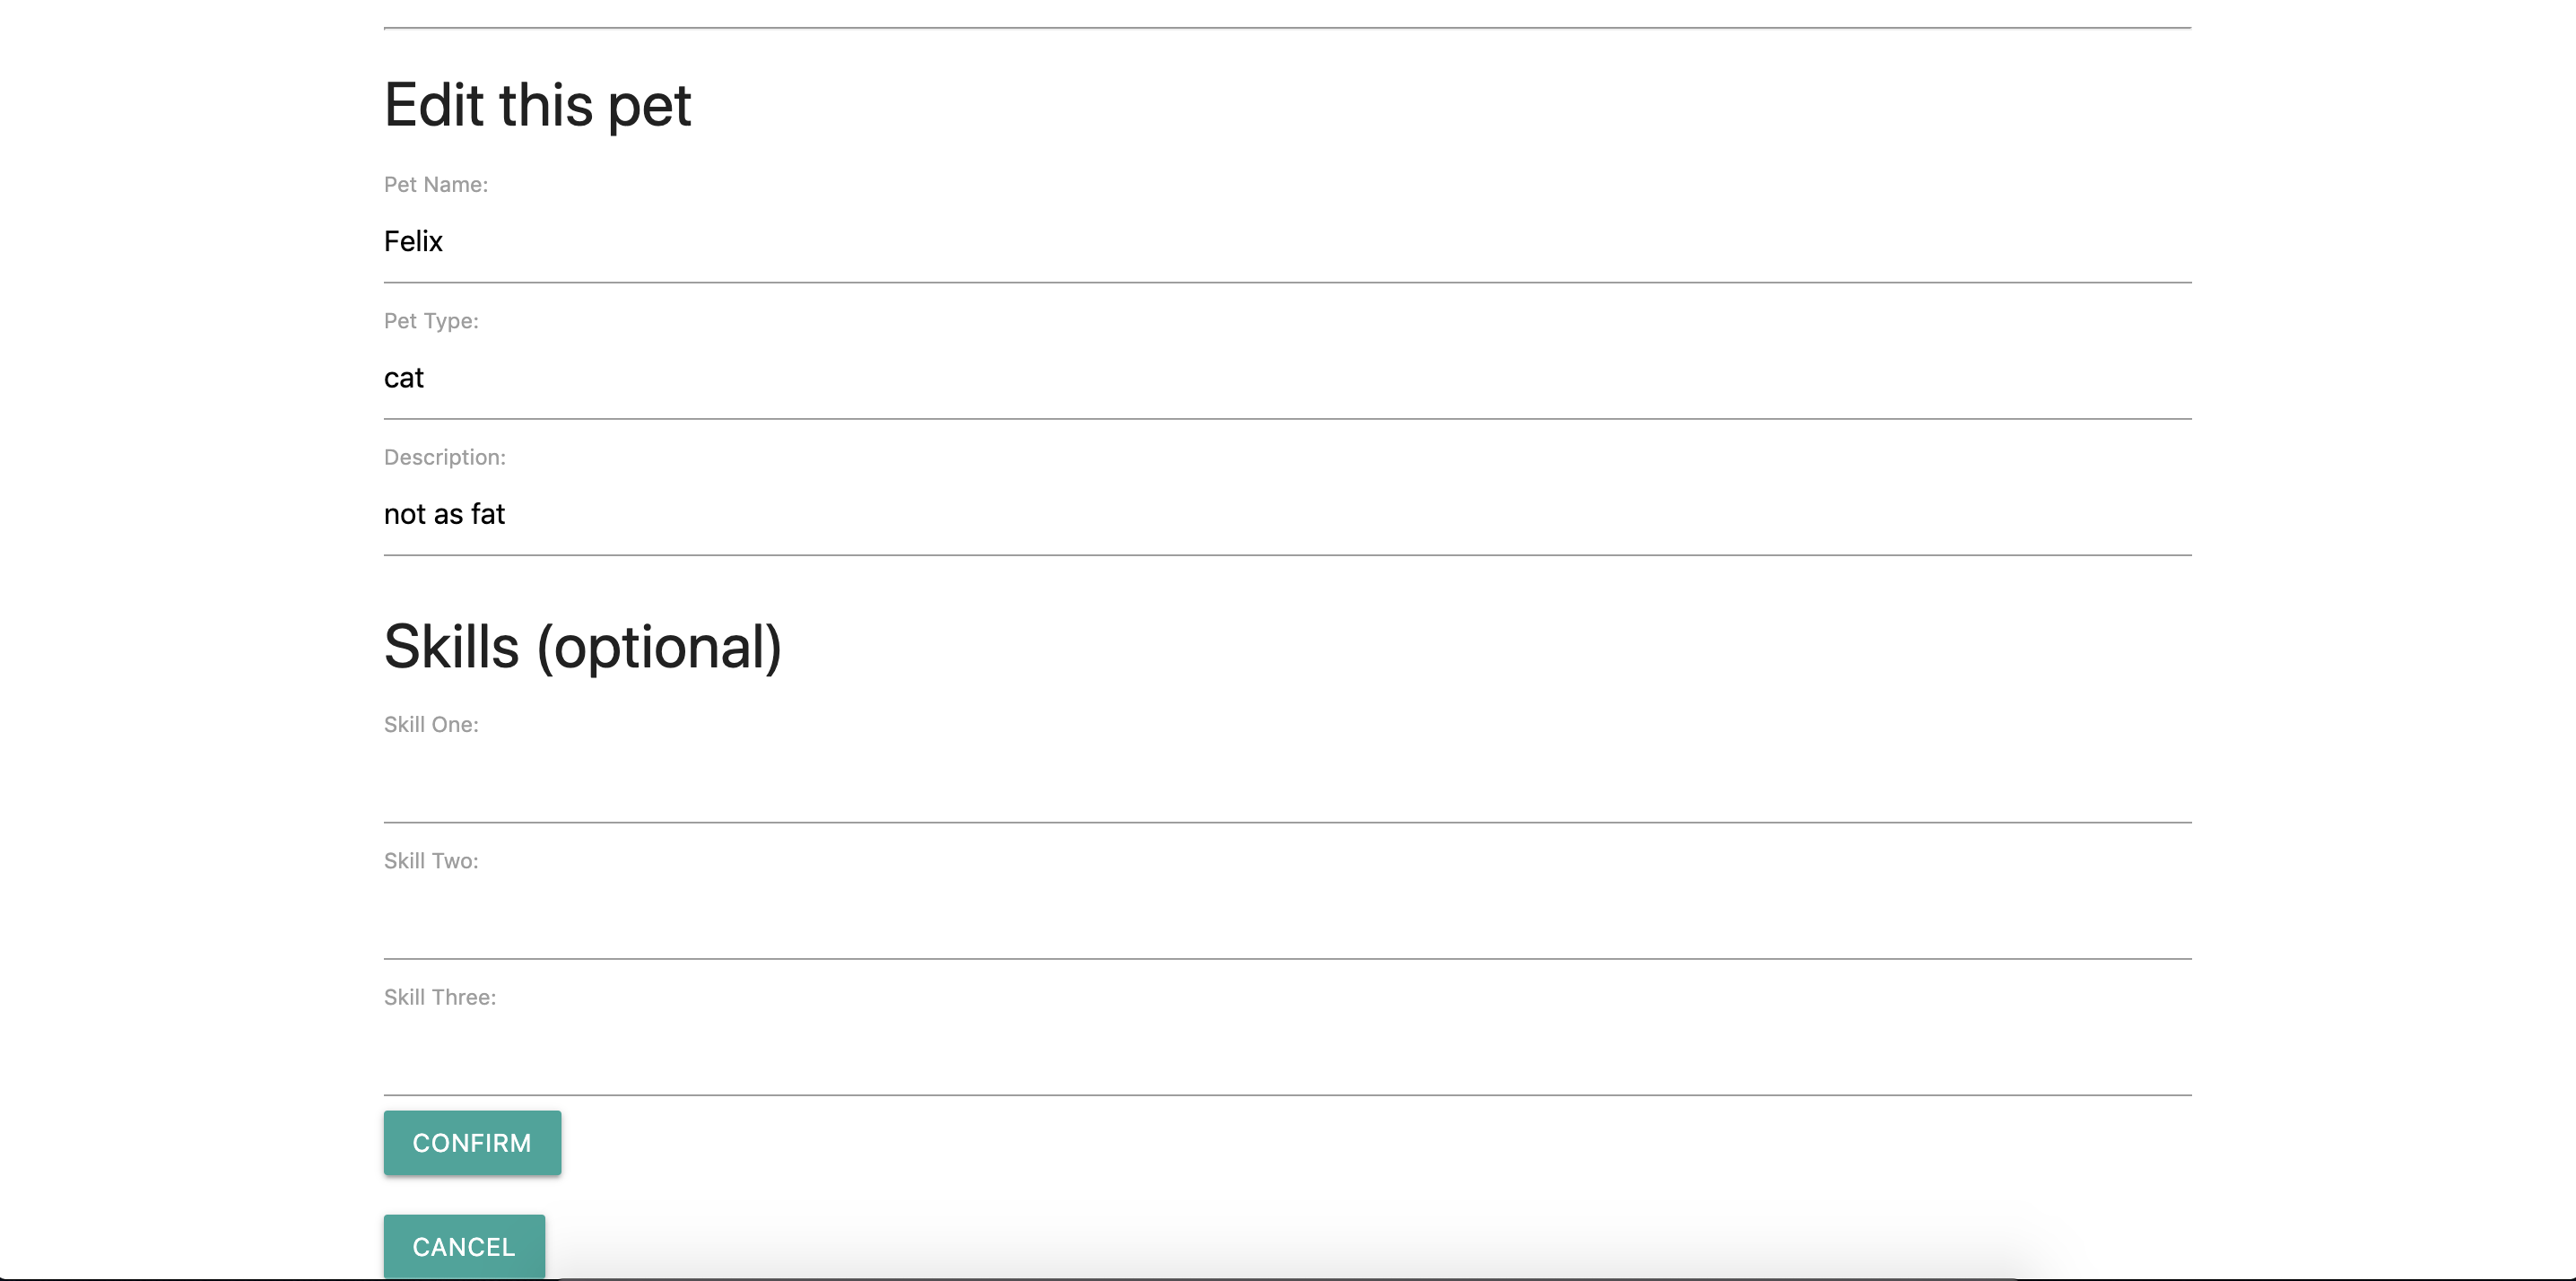 Edit this pet
Pet Name:
Felix
Pet Type:
cat
Description:
not as fat
Skills (optional)
Skill One:
Skill Two:
Skill Three:
CONFIRM
CANCEL